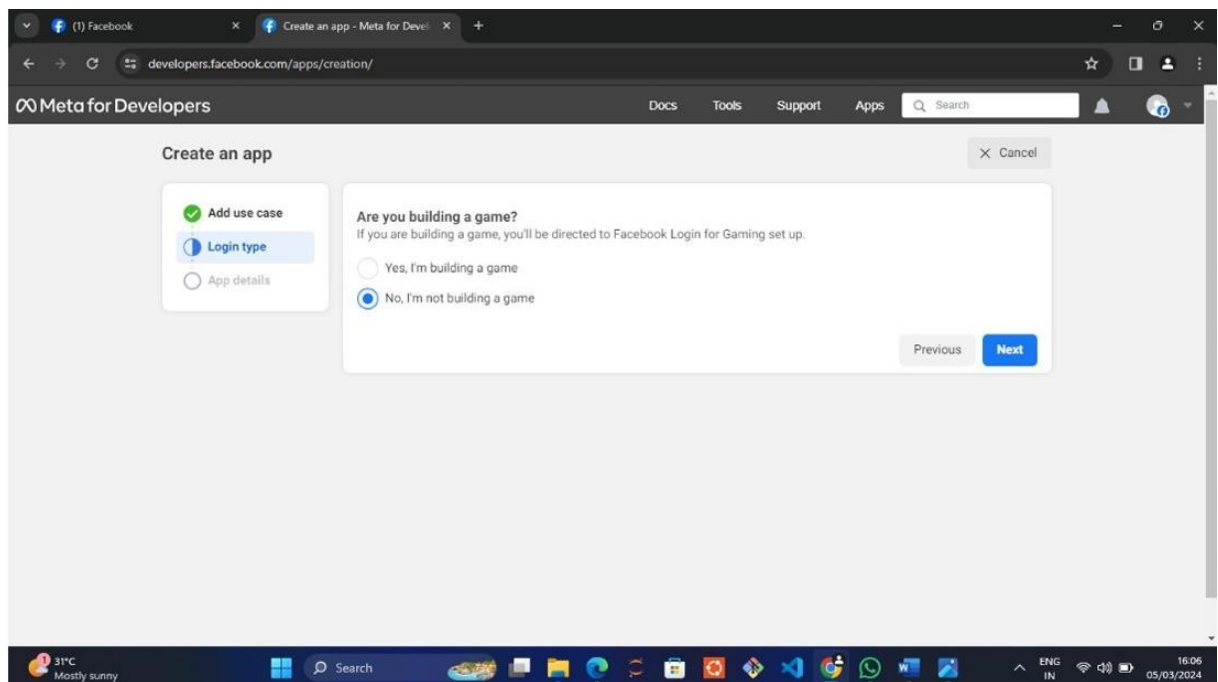 (1) Facebook
Create an app - Meta for Devel
developers.facebook.com/apps/creation/
Meta for Developers
Docs
Tools
Support
Apps
Search
Create an app
Cancel
Add use case
Login type
App details
Are you building a game?
If you are building a game, you'll be directed to Facebook Login for Gaming set up.
Yes, I'm building a game
No, I'm not building a game
Previous
Next
1
31°C
Mostly sunny
Search
ENG
IN
16:06
05/03/2024